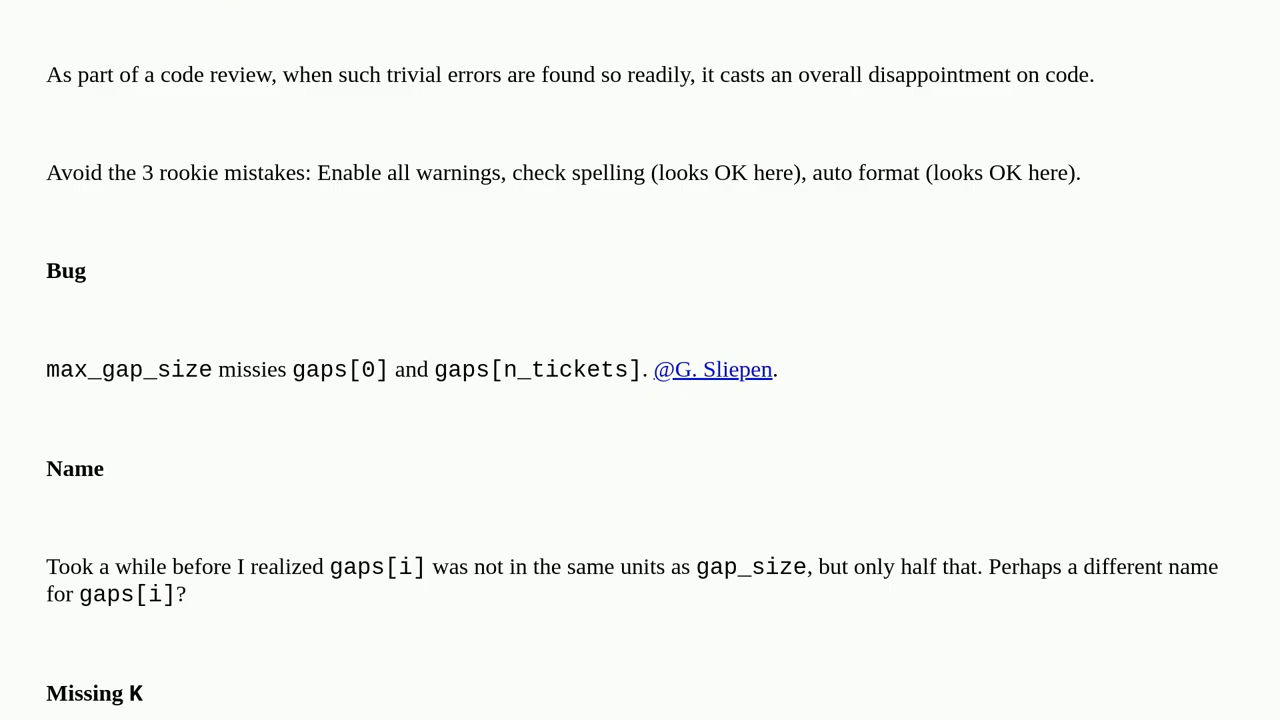 As part of a code review, when such trivial errors are found so readily, it casts an overall disappointment on code.
Avoid the 3 rookie mistakes: Enable all warnings, check spelling (looks OK here), auto format (looks OK here).
Bug
max_gap_size missies gaps[0] and gaps[n_tickets]. @G. Sliepen.
Name
Took a while before I realized gaps[i] was not in the same units as gap_size, but only half that. Perhaps a different name
for gaps[i]?
Missing K